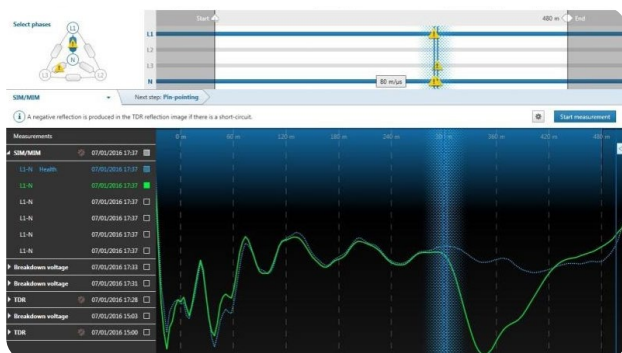 Select phases
L1
N
L2
L3
Start
480 m
End
L1
L2
L3
N
80 m/µs
SIM/MIM
Next step: Pin-pointing
A negative reflection is produced in the TDR reflection image if there is a short-circuit.
Start measurement
Measurements
0 m
60 m
120 m
180 m
240 m
300 m
360 m
420 m
480 m
SIM/MIM 07/01/2016 17:37
L1-N Health 07/01/2016 17:37
L1-N 07/01/2016 17:37
L1-N 07/01/2016 17:37
L1-N 07/01/2016 17:37
L1-N 07/01/2016 17:37
L1-N 07/01/2016 17:37
Breakdown voltage 07/01/2016 17:33
Breakdown voltage 07/01/2016 17:31
TDR 07/01/2016 17:28
Breakdown voltage 07/01/2016 15:03
TDR 07/01/2016 15:00